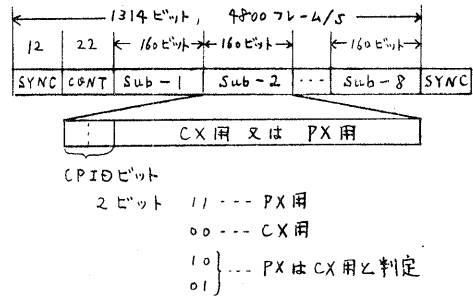 1314ビット, 4800フレーム/S
12 22 160ビット 160ビット 160ビット
SYNC CONT Sub-1 Sub-2 ... Sub-8 SYNC
CX用 又は PX用
CPIDビット
2ビット 11 --- PX用
00 --- CX用
10
01 --- PX又はCX用と判定